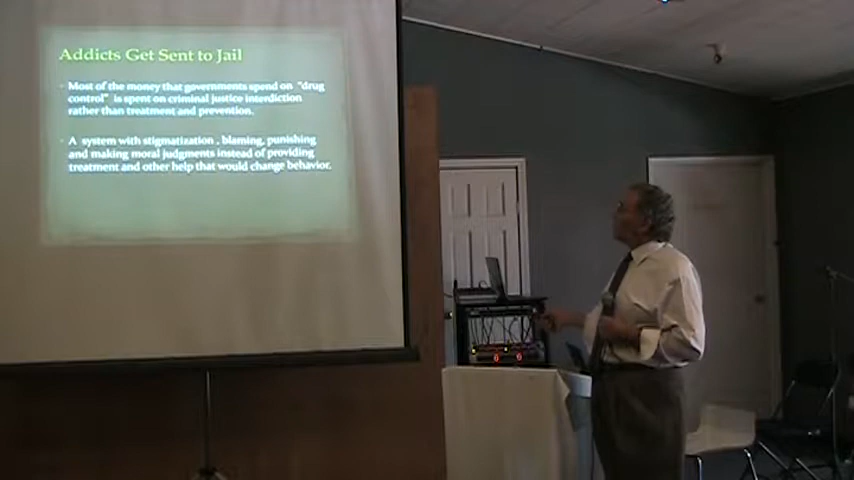 Addicts Get Sent to Jail
Most of the money that governments spend on "drug
control" is spent on criminal justice interdiction
rather than treatment and prevention.
A system with stigmatization , blaming, punishing
and making moral judgments instead of providing
treatment and other help that would change behavior.